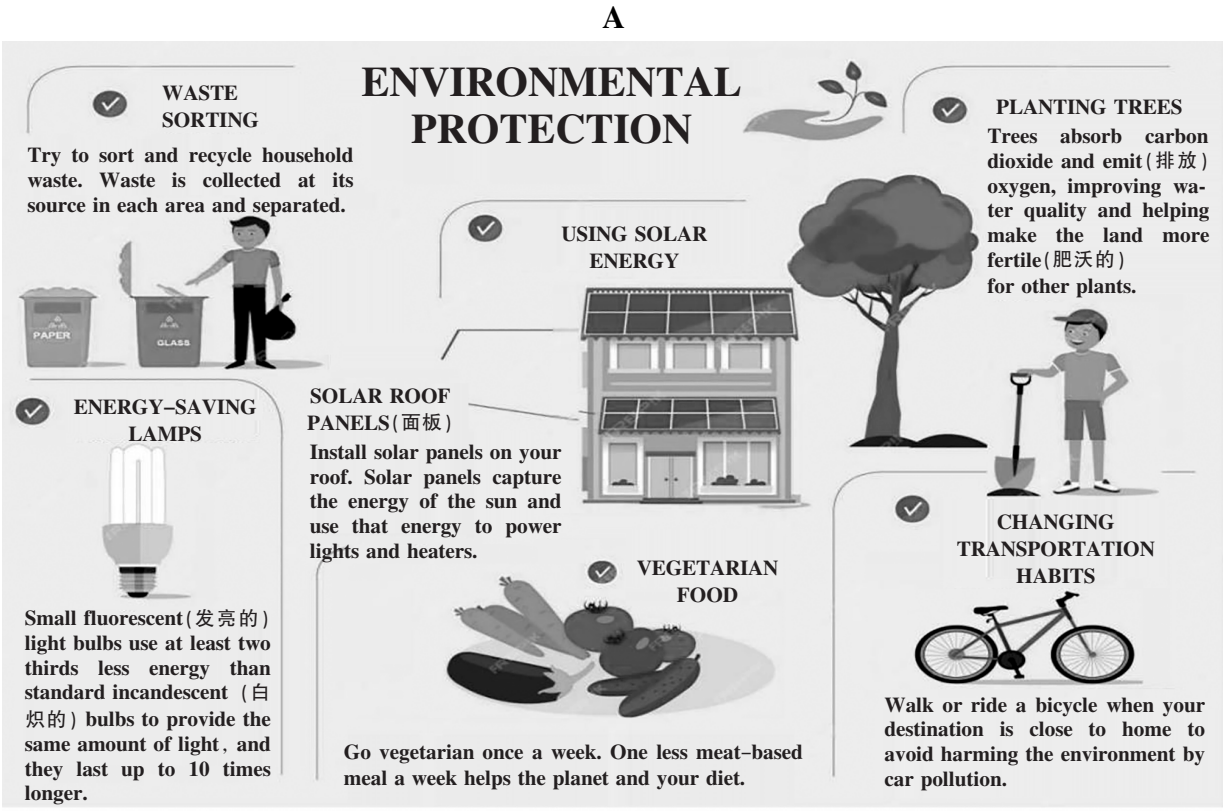 A
ENVIRONMENTAL
PROTECTION
WASTE
SORTING
Try to sort and recycle household
waste. Waste is collected at its
source in each area and separated.
PAPER
GLASS
PLANTING TREES
Trees absorb carbon
dioxide and emit(排放)
oxygen, improving wa-
ter quality and helping
make the land more
fertile(肥沃的)
for other plants.
USING SOLAR
ENERGY
SOLAR ROOF
PANELS(面板)
Install solar panels on your
roof. Solar panels capture
the energy of the sun and
use that energy to power
lights and heaters.
ENERGY-SAVING
LAMPS
Small fluorescent(发亮的)
light bulbs use at least two
thirds less energy than
standard incandescent (白
炽的) bulbs to provide the
same amount of light, and
they last up to 10 times
longer.
VEGETARIAN
FOOD
Go vegetarian once a week. One less meat-based
meal a week helps the planet and your diet.
CHANGING
TRANSPORTATION
HABITS
Walk or ride a bicycle when your
destination is close to home to
avoid harming the environment by
car pollution.